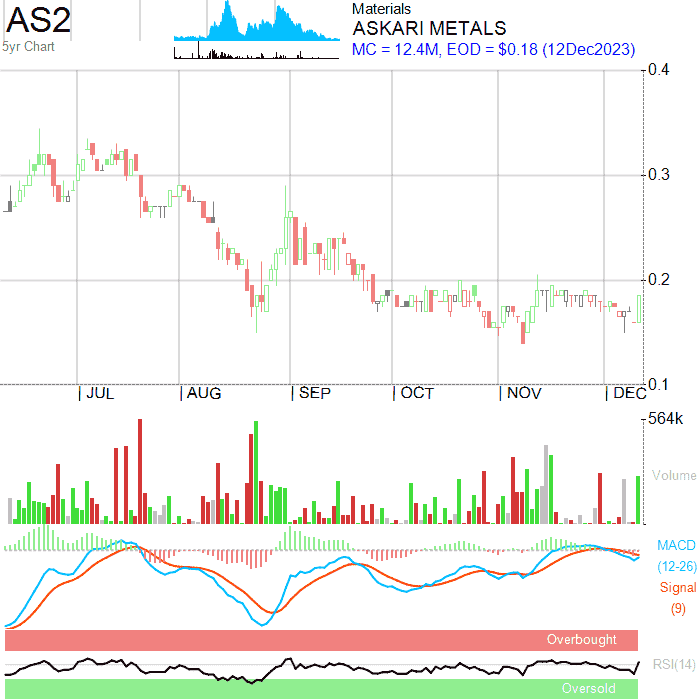 AS2
5yr Chart
Materials
ASKARI METALS
MC = 12.4M, EOD = $0.18 (12Dec2023)
0.4
0.3
0.2
0.1
JUL AUG SEP OCT NOV DEC
564k
Volume
MACD
(12-26)
Signal
(9)
Overbought
RSI(14)
Oversold